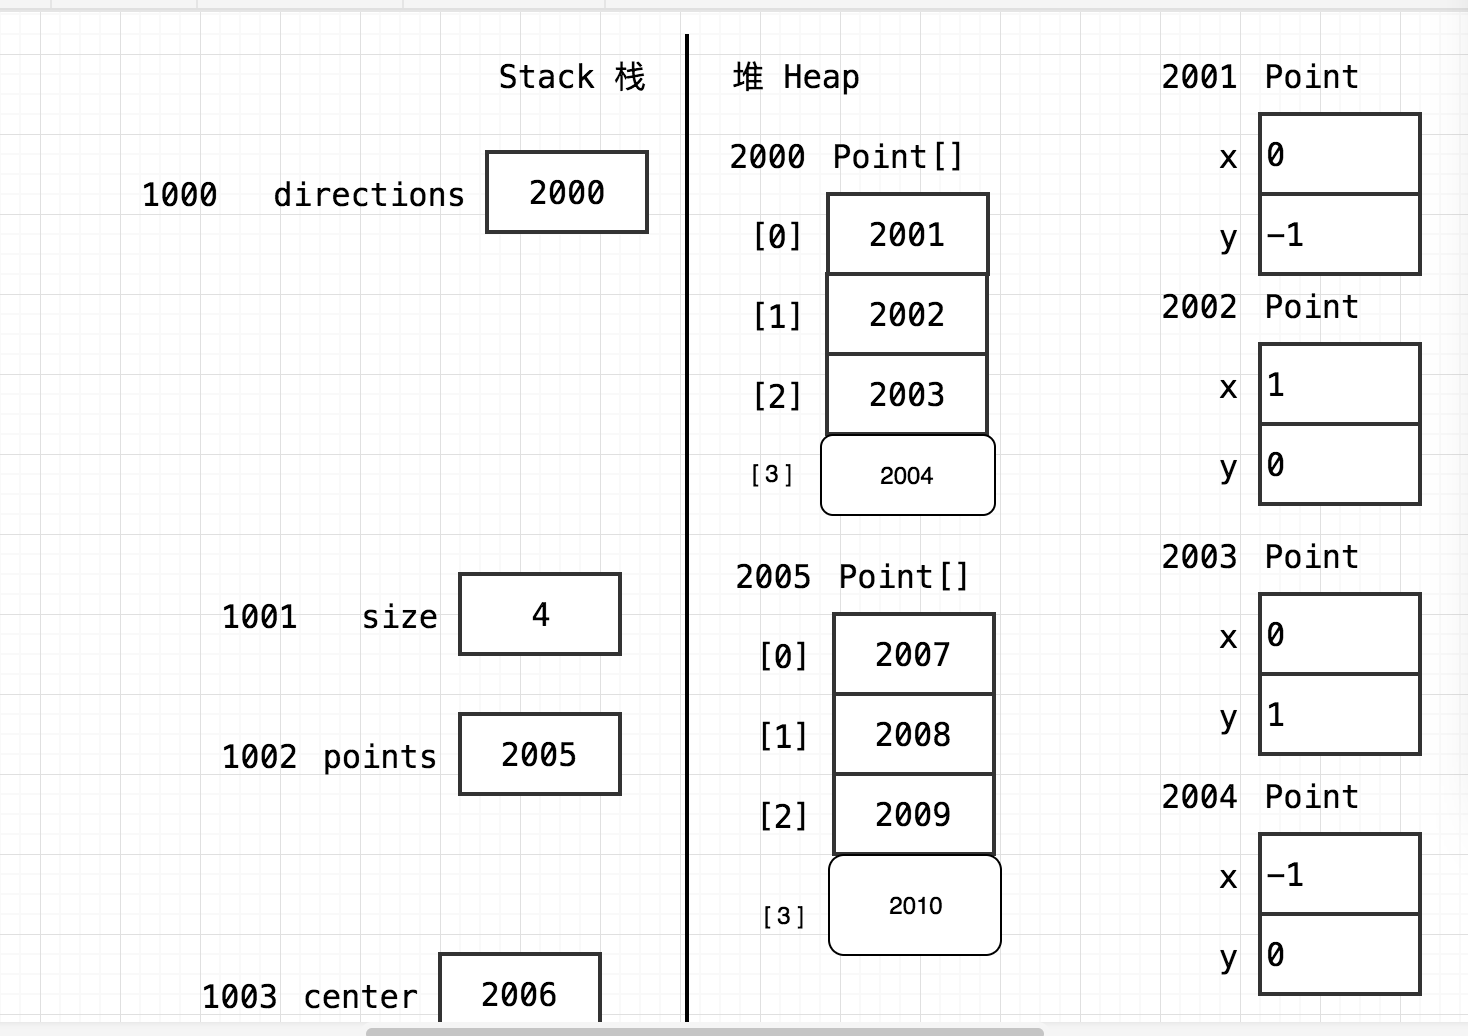 Stack 栈
1000 directions 2000
1001 size 4
1002 points 2005
1003 center 2006
堆 Heap
2000 Point[]
[0] 2001
[1] 2002
[2] 2003
[3] 2004
2005 Point[]
[0] 2007
[1] 2008
[2] 2009
[3] 2010
2001 Point
x 0
y -1
2002 Point
x 1
y 0
2003 Point
x 0
y 1
2004 Point
x -1
y 0